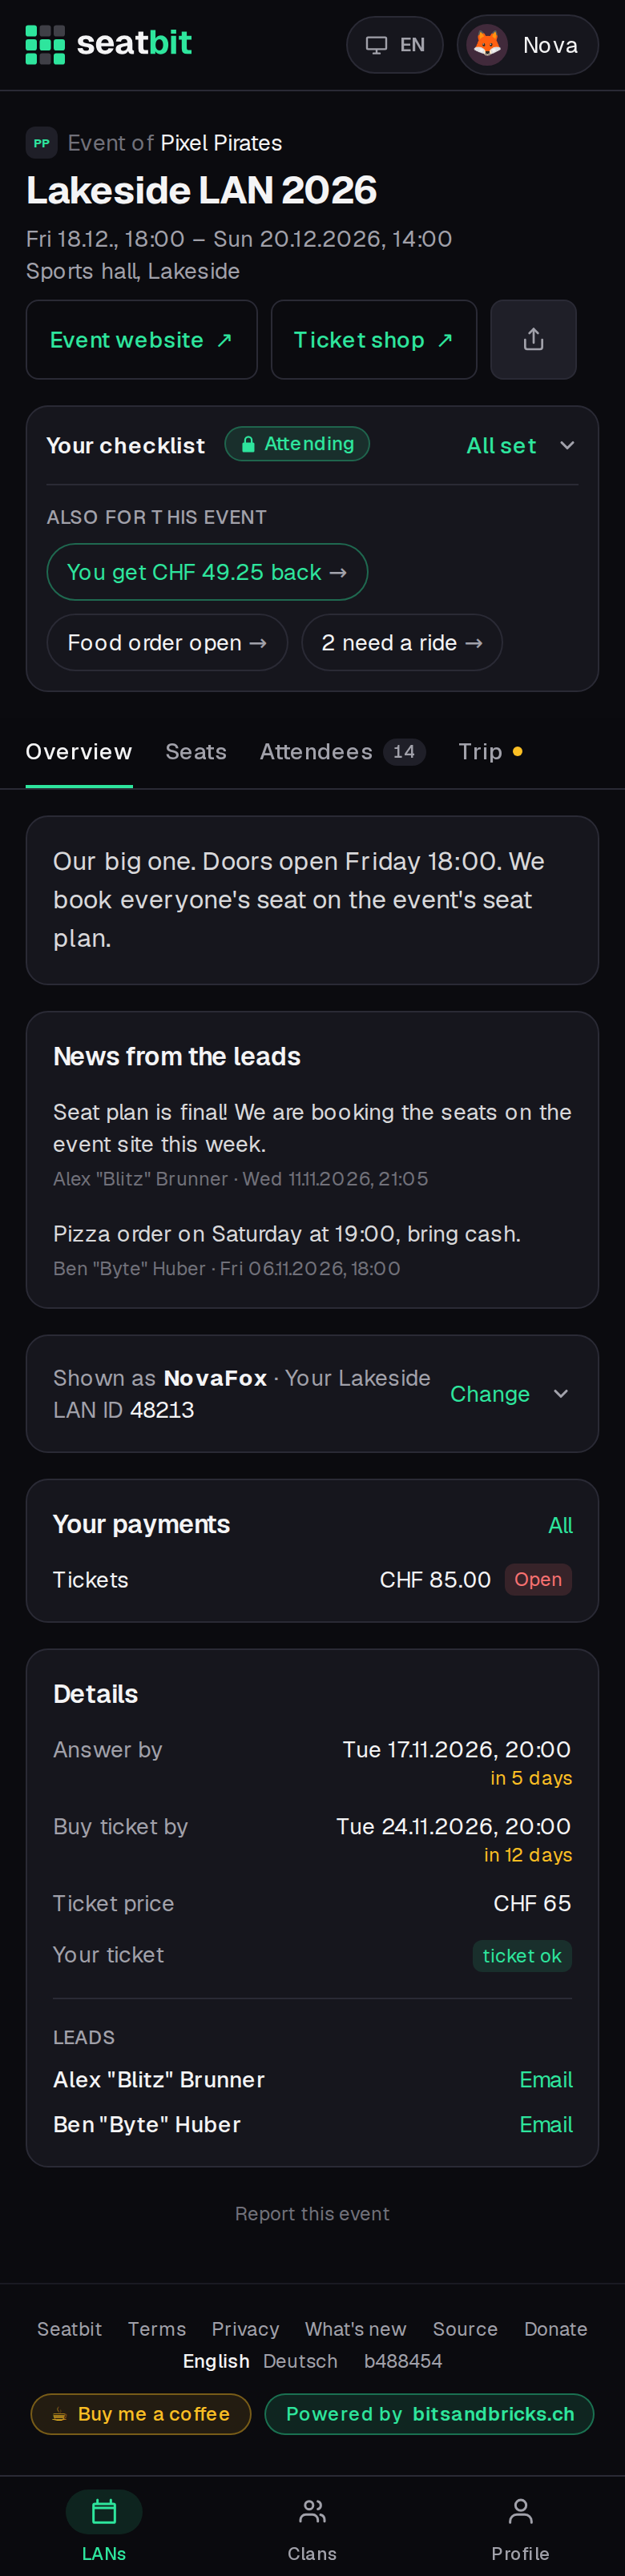 seatbit
EN
Nova
PP Event of Pixel Pirates
Lakeside LAN 2026
Fri 18.12., 18:00 – Sun 20.12.2026, 14:00
Sports hall, Lakeside
Event website ↗
Ticket shop ↗
Your checklist
Attending
All set
ALSO FOR THIS EVENT
You get CHF 49.25 back →
Food order open →
2 need a ride →
Overview
Seats
Attendees 14
Trip
Our big one. Doors open Friday 18:00. We
book everyone's seat on the event's seat
plan.
News from the leads
Seat plan is final! We are booking the seats on the
event site this week.
Alex "Blitz" Brunner · Wed 11.11.2026, 21:05
Pizza order on Saturday at 19:00, bring cash.
Ben "Byte" Huber · Fri 06.11.2026, 18:00
Shown as NovaFox · Your Lakeside
LAN ID 48213
Change
Your payments
All
Tickets
CHF 85.00
Open
Details
Answer by
Tue 17.11.2026, 20:00
in 5 days
Buy ticket by
Tue 24.11.2026, 20:00
in 12 days
Ticket price
CHF 65
Your ticket
ticket ok
LEADS
Alex "Blitz" Brunner
Email
Ben "Byte" Huber
Email
Report this event
Seatbit Terms Privacy What's new Source Donate
English Deutsch b488454
Buy me a coffee
Powered by bitsandbricks.ch
LANs
Clans
Profile